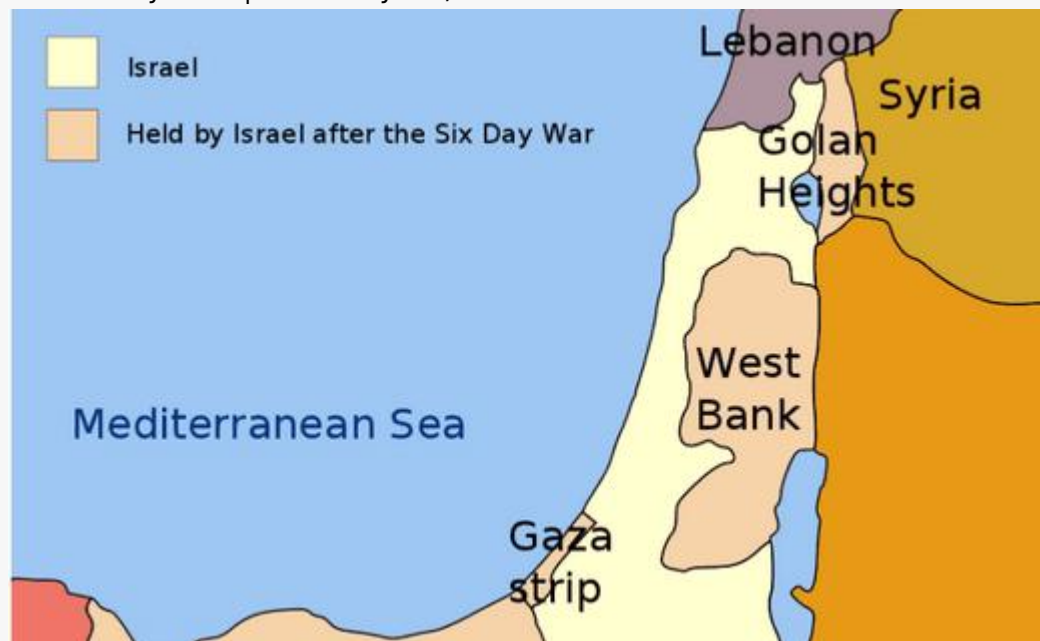 Israel
Held by Israel after the Six Day War
Lebanon
Syria
Golan
Heights
West
Bank
Mediterranean Sea
Gaza
strip